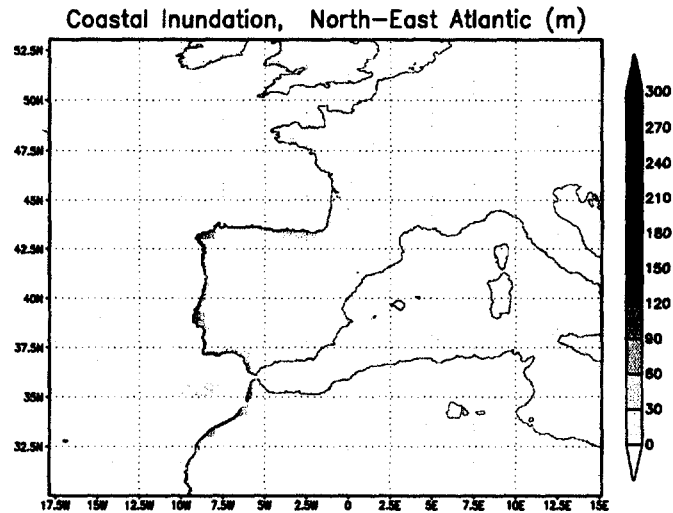 Coastal Inundation, North-East Atlantic (m)
52.5N
50N
47.5N
45N
42.5N
40N
37.5N
35N
32.5N
17.5W 15W 12.5W 10W 7.5W 5W 2.5W 0 2.5E 5E 7.5E 10E 12.5E 15E
300
270
240
210
180
150
120
90
60
30
0